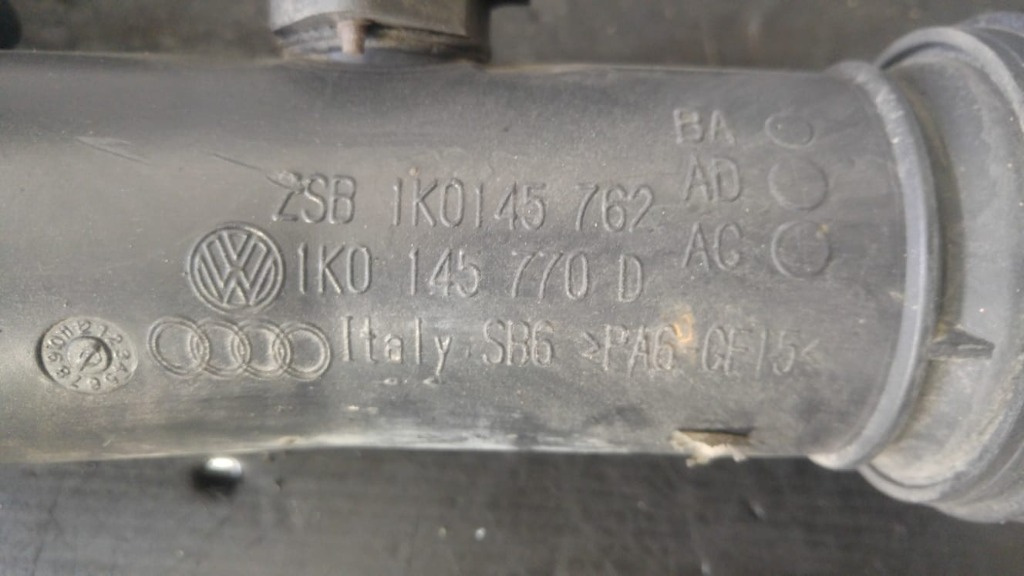 BA
ZSB 1K0145 762 AD
1K0 145 770 D AC
Italy SB6 >PA6 GF15<